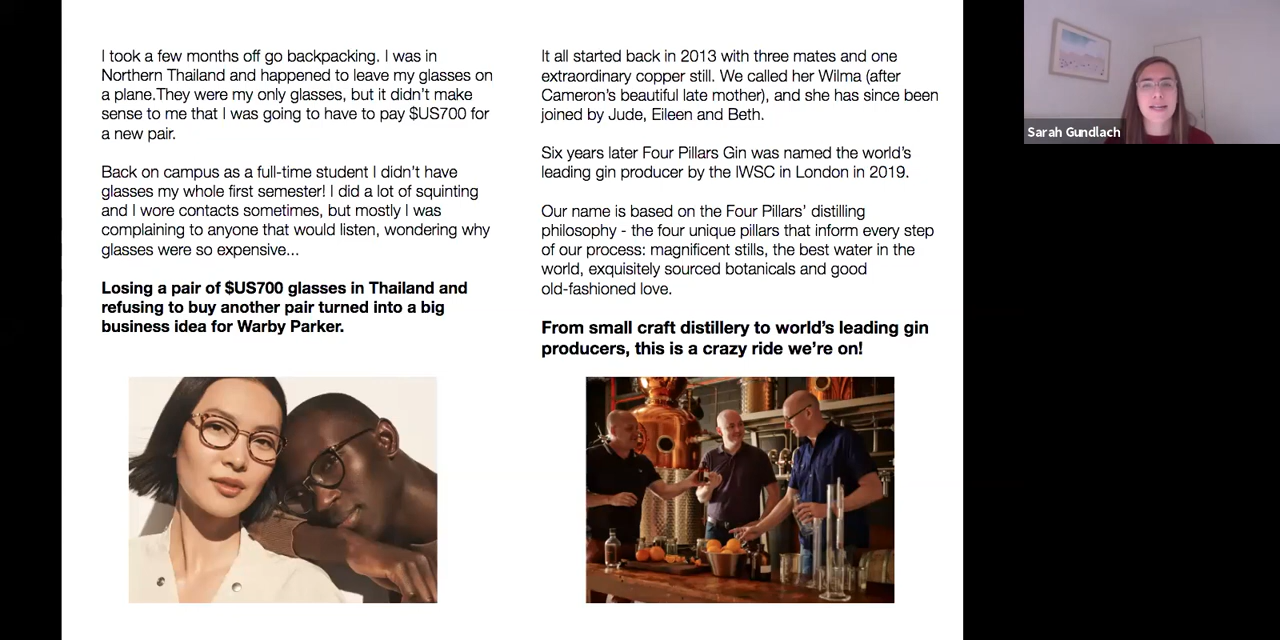 I took a few months off go backpacking. I was in
Northern Thailand and happened to leave my glasses on
a plane.They were my only glasses, but it didn't make
sense to me that I was going to have to pay $US700 for
a new pair.
Back on campus as a full-time student I didn't have
glasses my whole first semester! I did a lot of squinting
and I wore contacts sometimes, but mostly I was
complaining to anyone that would listen, wondering why
glasses were so expensive...
Losing a pair of $US700 glasses in Thailand and
refusing to buy another pair turned into a big
business idea for Warby Parker.
It all started back in 2013 with three mates and one
extraordinary copper still. We called her Wilma (after
Cameron's beautiful late mother), and she has since been
joined by Jude, Eileen and Beth.
Six years later Four Pillars Gin was named the world's
leading gin producer by the IWSC in London in 2019.
Our name is based on the Four Pillars' distilling
philosophy - the four unique pillars that inform every step
of our process: magnificent stills, the best water in the
world, exquisitely sourced botanicals and good
old-fashioned love.
From small craft distillery to world's leading gin
producers, this is a crazy ride we're on!
Sarah Gundlach